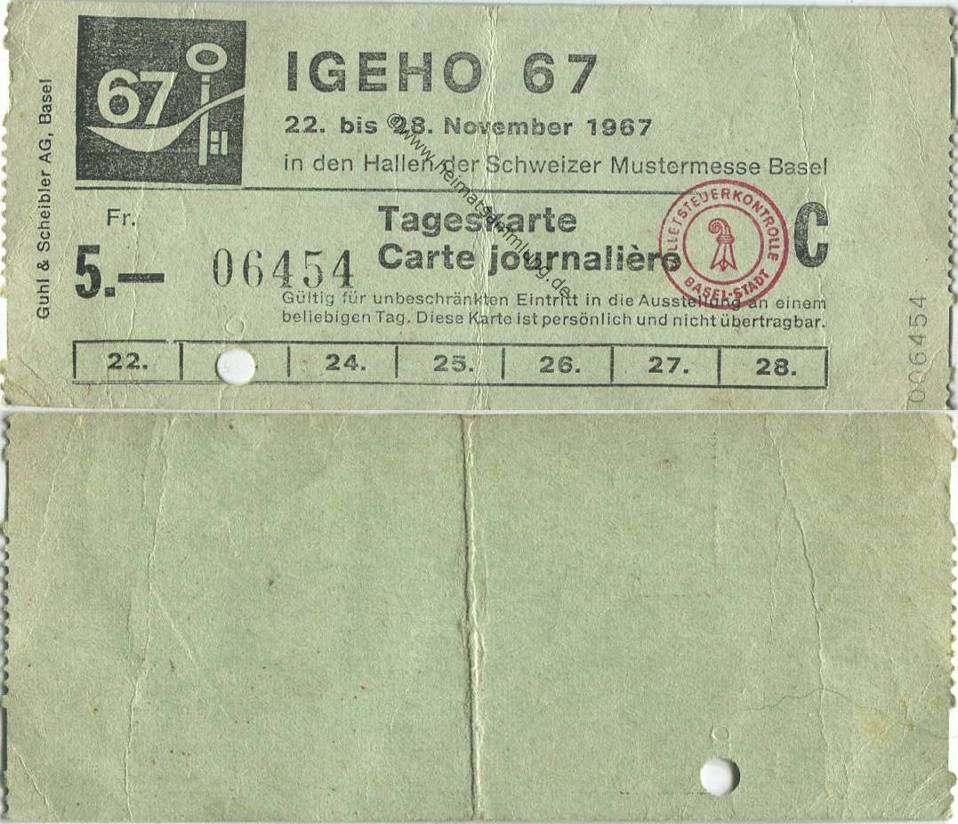 Guhl & Scheibler AG, Basel
67
IGEHO 67
22. bis 28. November 1967
in den Hallen der Schweizer Mustermesse Basel
Fr.
5.—
06454
Tageskarte
Carte journalière
BILLETSTEUERKONTROLLE
BASEL-STADT
C
Gültig für unbeschränkten Eintritt in die Ausstellung an einem
beliebigen Tag. Diese Karte ist persönlich und nicht übertragbar.
22. 24. 25. 26. 27. 28.
006454
©www.heimatsammlung.de